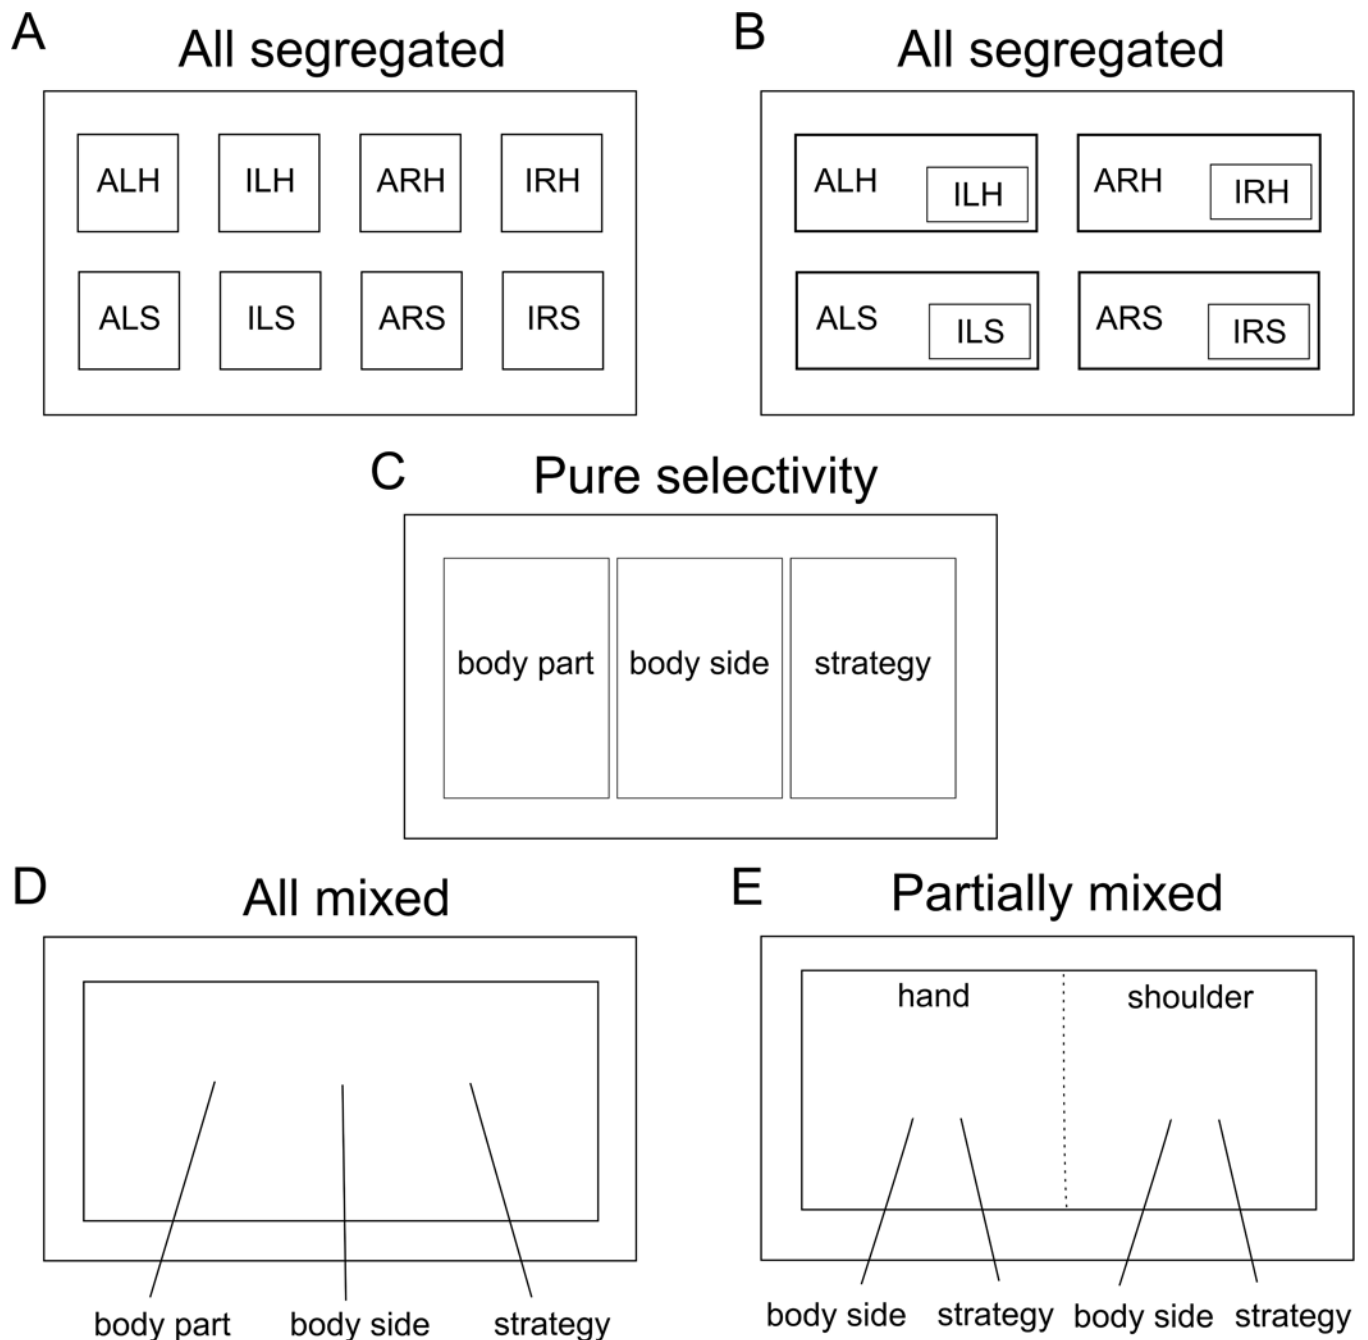 A All segregated
ALH ILH ARH IRH
ALS ILS ARS IRS
B All segregated
ALH ILH ARH IRH
ALS ILS ARS IRS
C Pure selectivity
body part body side strategy
D All mixed
body part body side strategy
E Partially mixed
hand shoulder
body side strategy body side strategy